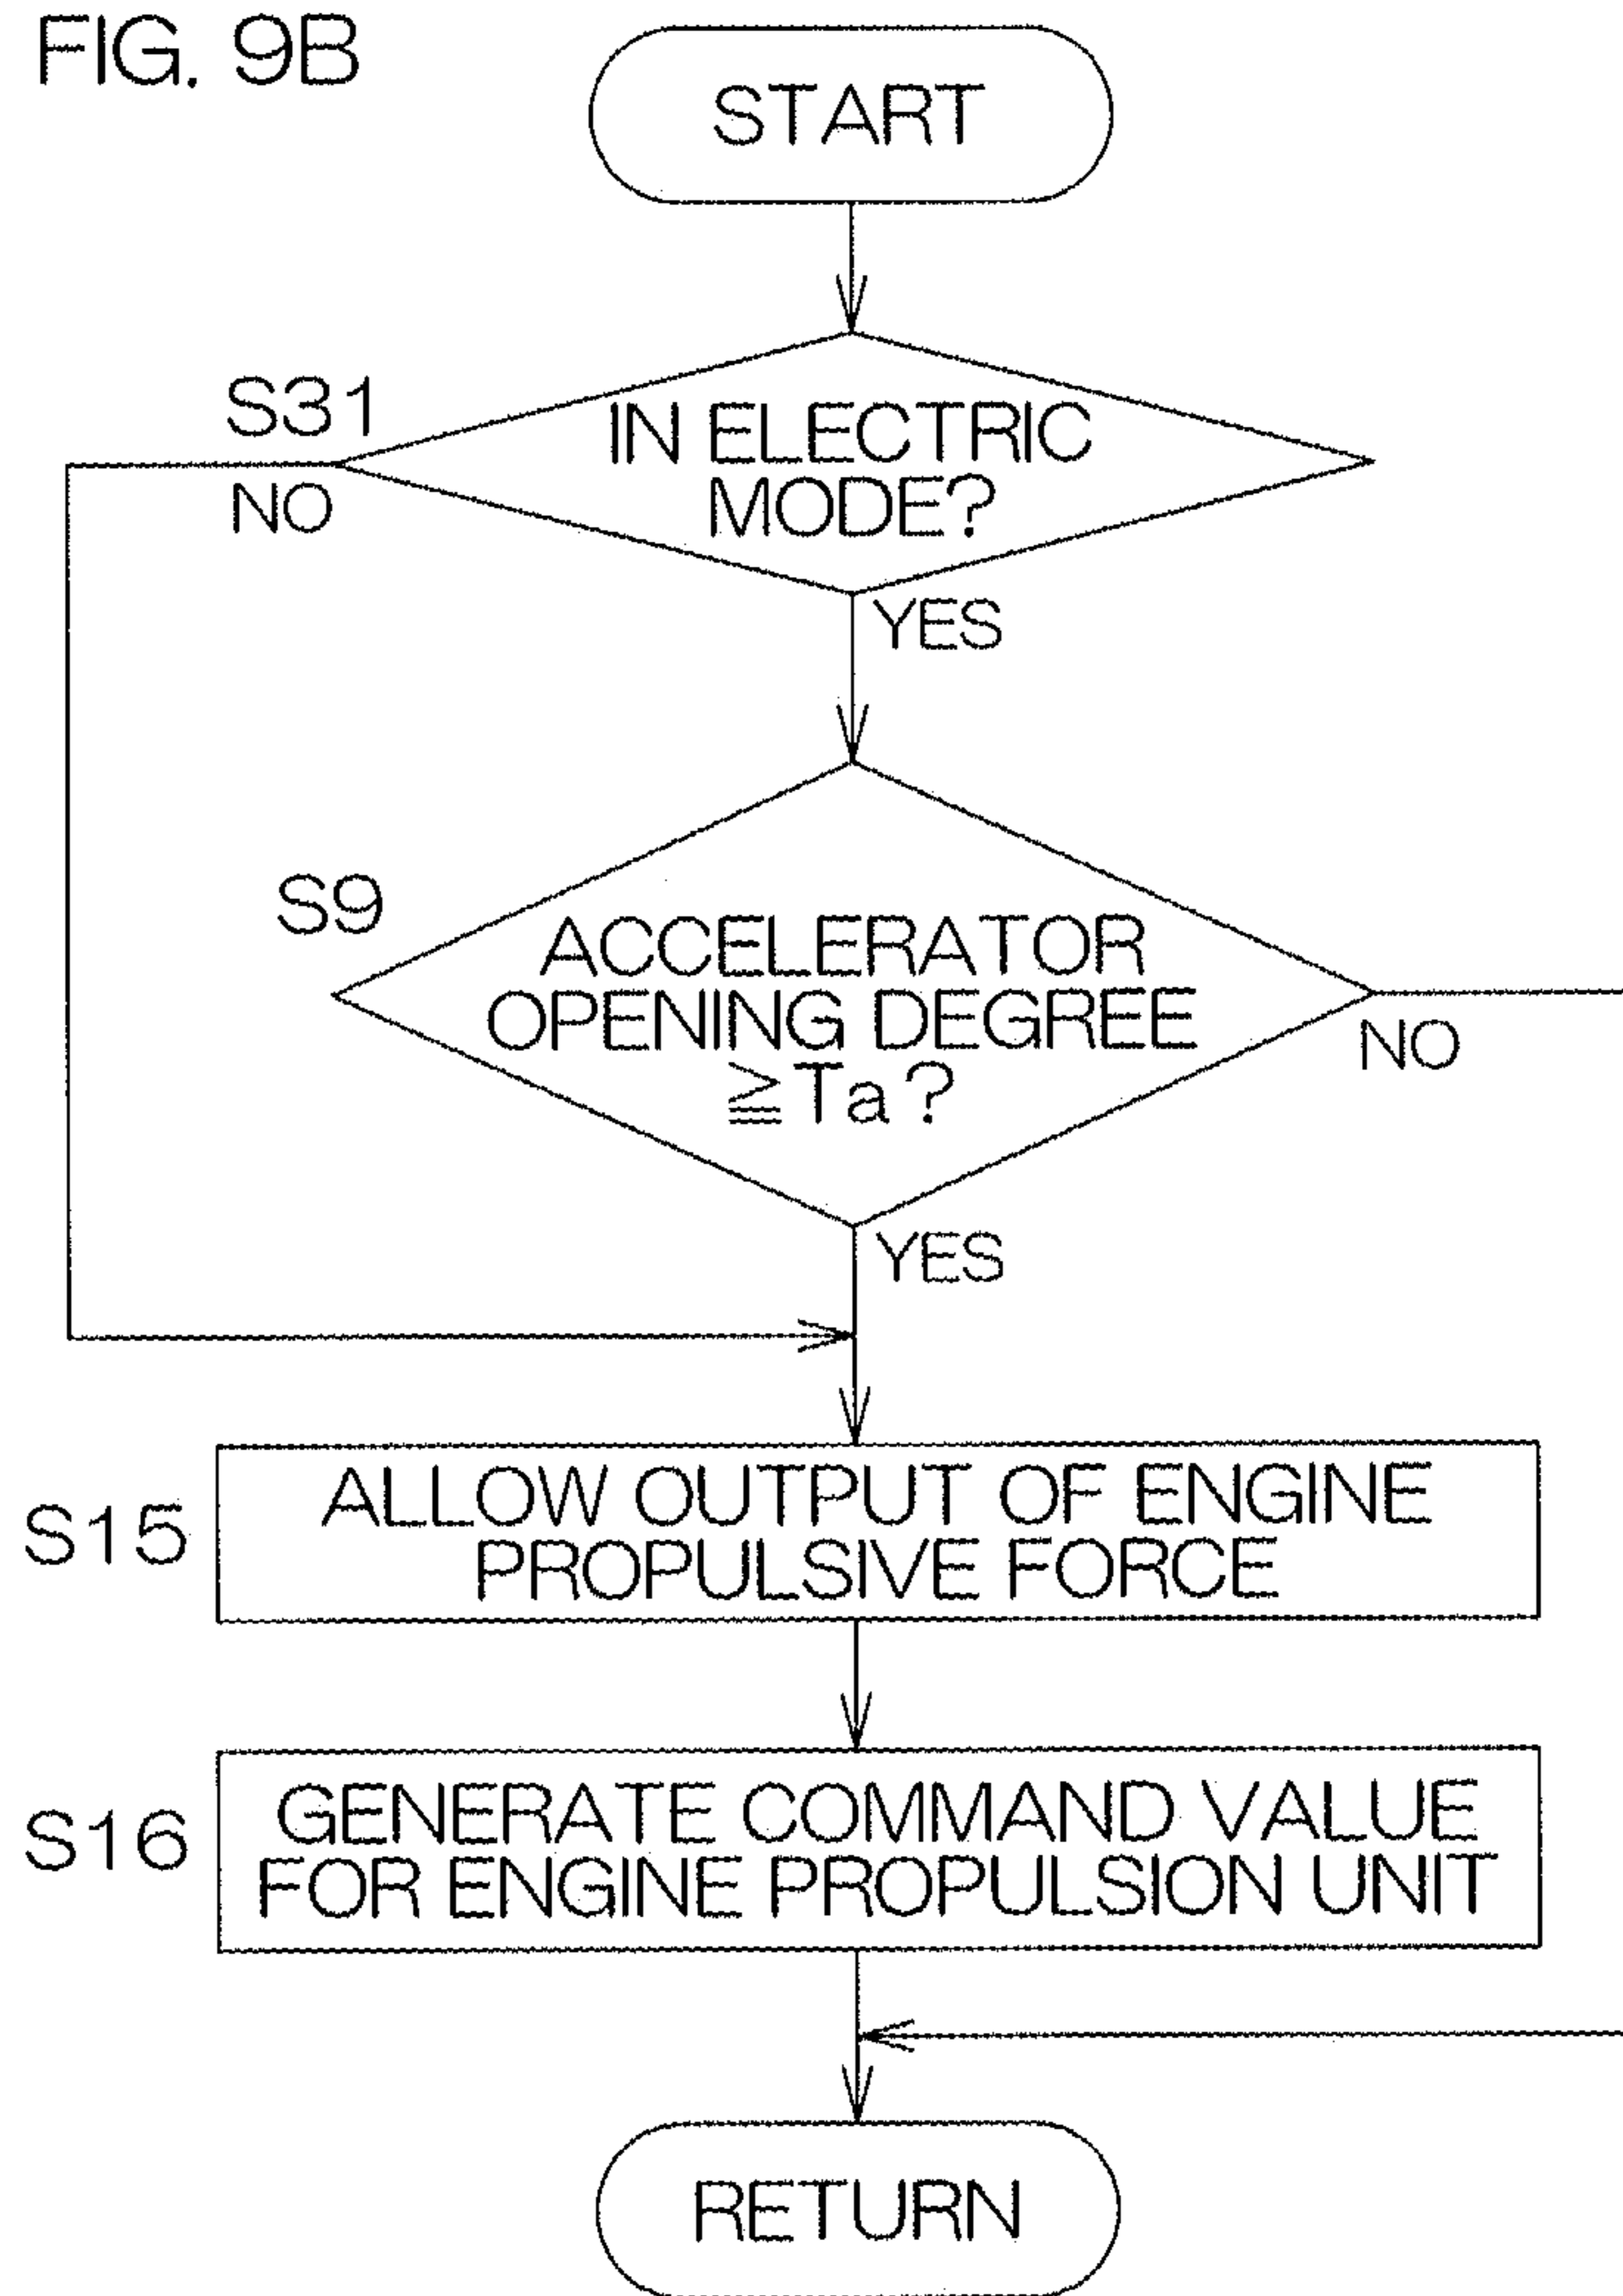 FIG. 9B
START
S31
IN ELECTRIC
MODE?
NO
YES
S9
ACCELERATOR
OPENING DEGREE
≧Ta?
NO
YES
S15
ALLOW OUTPUT OF ENGINE
PROPULSIVE FORCE
S16
GENERATE COMMAND VALUE
FOR ENGINE PROPULSION UNIT
RETURN